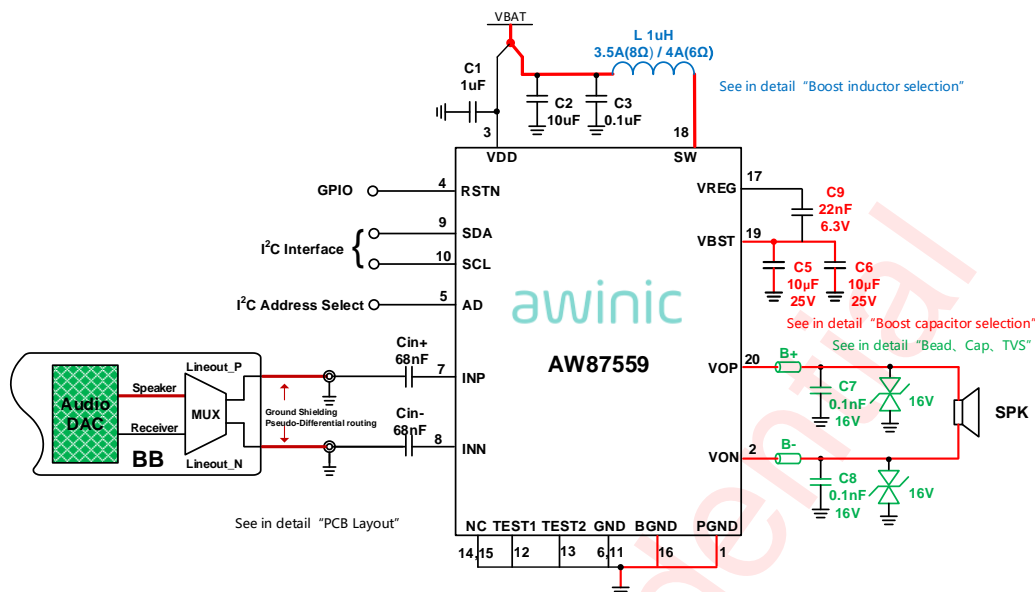 VBAT
L 1uH
3.5A(8Ω) / 4A(6Ω)
C1
1uF
C2
10uF
C3
0.1uF
See in detail “Boost inductor selection”
3
18
VDD
SW
GPIO
4
RSTN
VREG
17
C9
22nF
6.3V
I²C Interface {
9
SDA
10
SCL
VBST
19
C5
10μF
25V
C6
10μF
25V
I²C Address Select
5
AD
awinic
See in detail “Boost capacitor selection”
See in detail “Bead、Cap、TVS”
AW87559
Cin+
68nF
7
INP
VOP
20
B+
C7
0.1nF
16V
16V
SPK
Lineout_P
Speaker
Audio
DAC
MUX
Receiver
BB
Lineout_N
Ground Shielding
Pseudo-Differential routing
Cin-
68nF
8
INN
VON
2
B-
C8
0.1nF
16V
16V
See in detail “PCB Layout”
NC TEST1 TEST2 GND BGND PGND
14,15 12 13 6,11 16 1